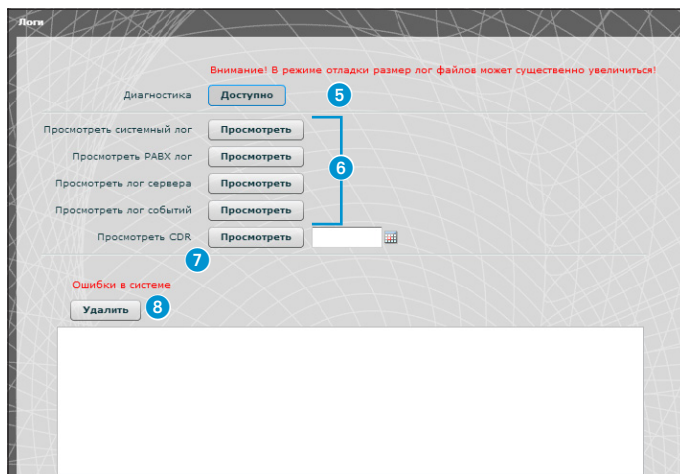 Логи
Внимание! В режиме отладки размер лог файлов может существенно увеличиться!
Диагностика Доступно 5
Просмотреть системный лог Просмотреть
Просмотреть PABX лог Просмотреть
6
Просмотреть лог сервера Просмотреть
Просмотреть лог событий Просмотреть
Просмотреть CDR Просмотреть
7
Ошибки в системе
Удалить 8